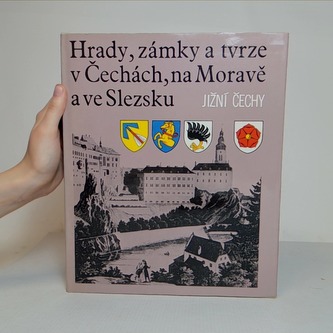 Hrady, zámky a tvrze
v Čechách, na Moravě
a ve Slezsku
JIŽNÍ ČECHY